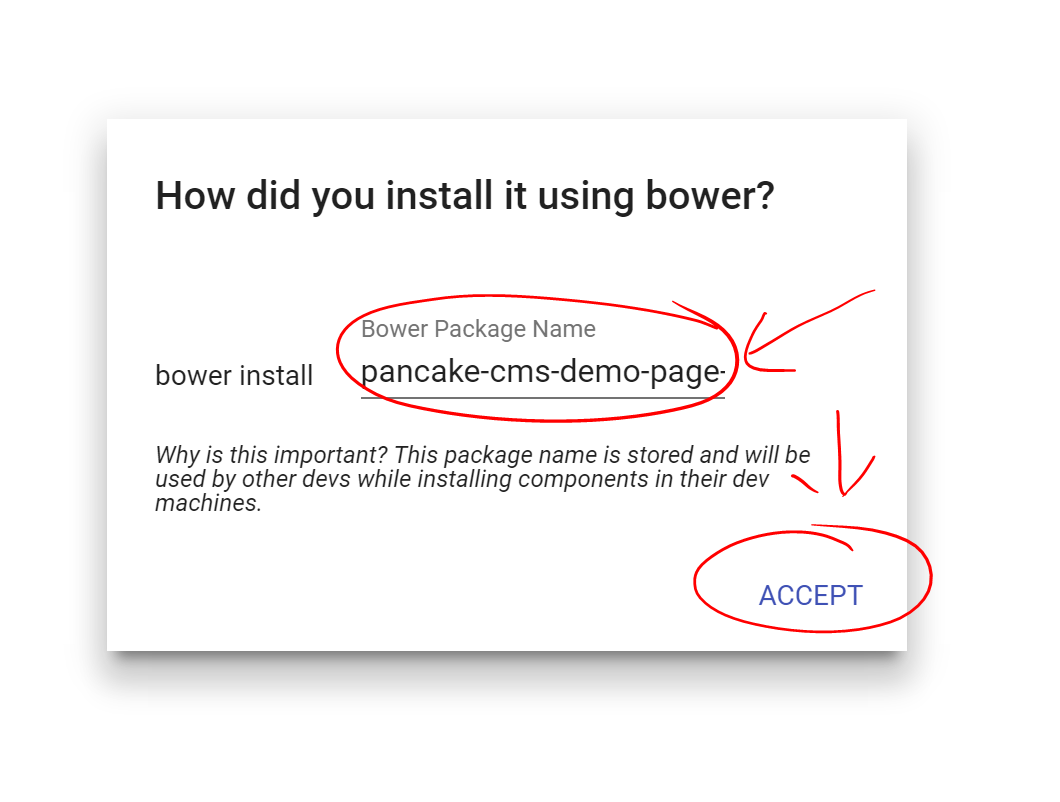 How did you install it using bower?
Bower Package Name
bower install pancake-cms-demo-page-
Why is this important? This package name is stored and will be
used by other devs while installing components in their dev
machines.
ACCEPT